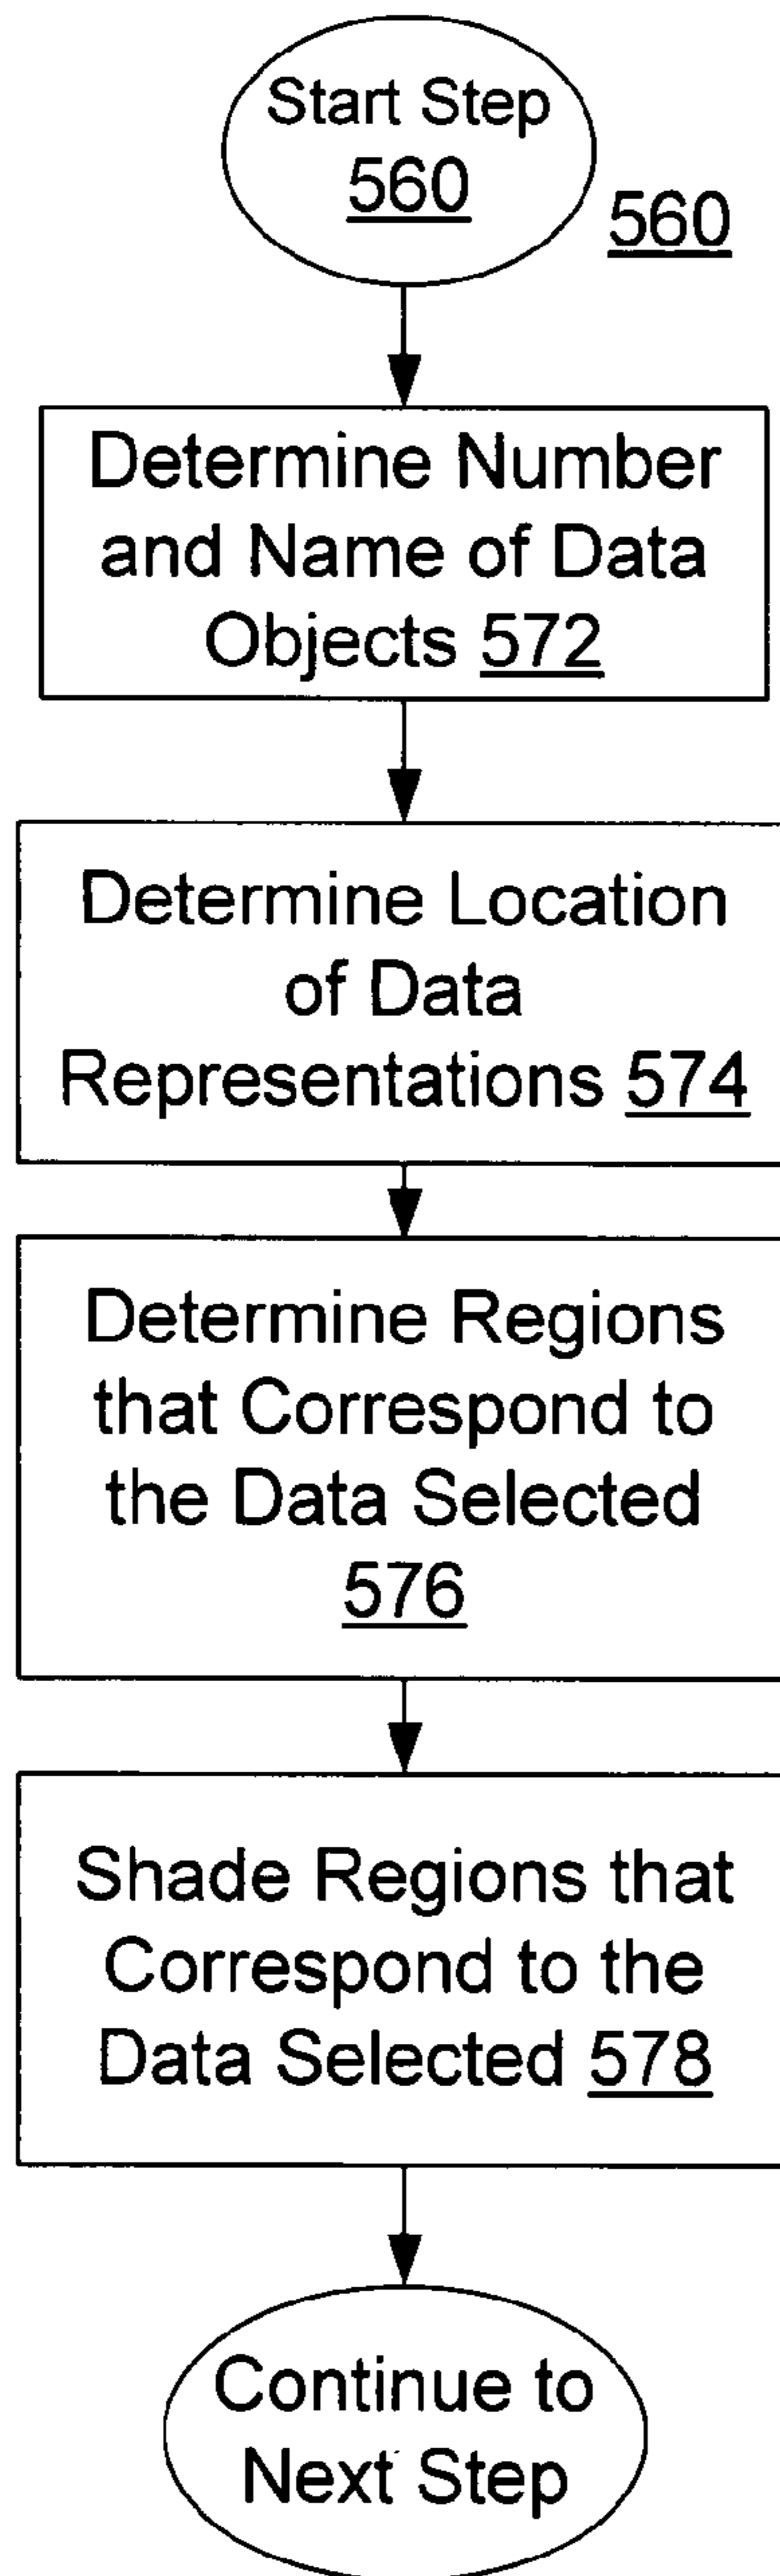 Start Step
560
560
Determine Number
and Name of Data
Objects 572
Determine Location
of Data
Representations 574
Determine Regions
that Correspond to
the Data Selected
576
Shade Regions that
Correspond to the
Data Selected 578
Continue to
Next Step